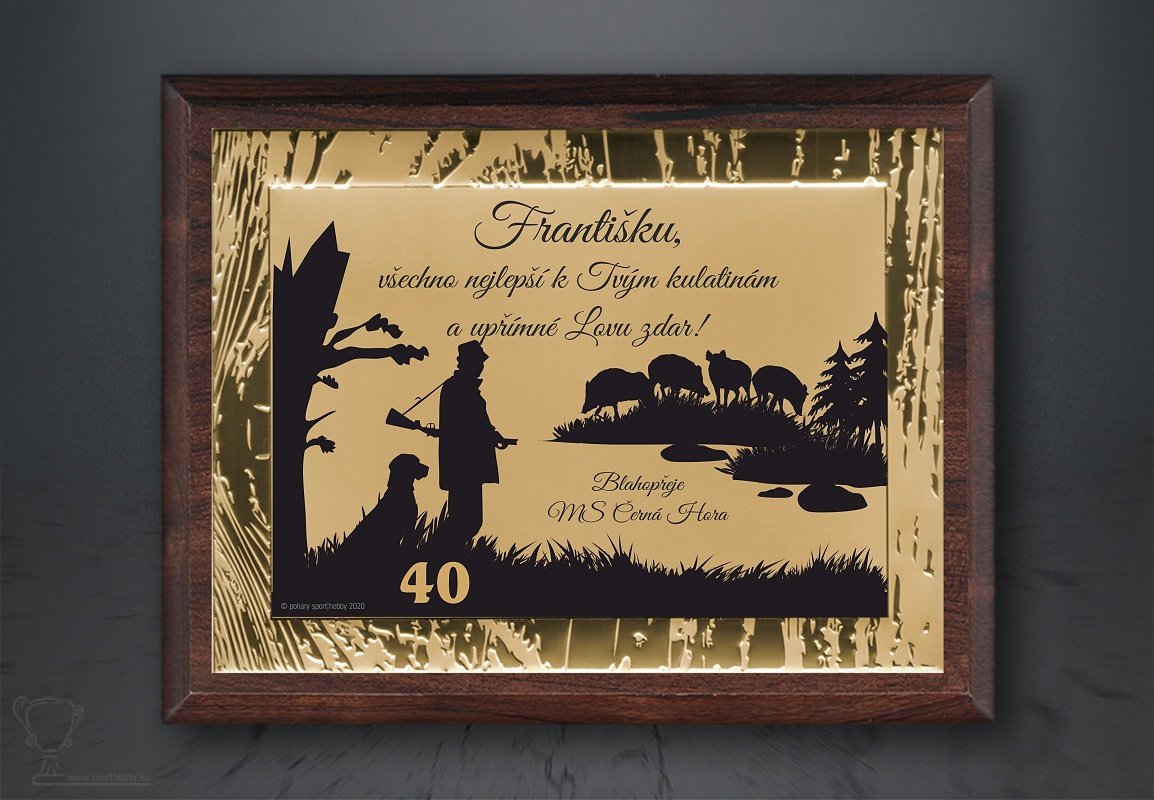 Františku,
všechno nejlepší k Tvým kulatinám
a upřímné Lovu zdar!
Blahopřeje
MS Černá Hora
40
© poháry sport|hobby 2020
www.sporthobby.eu